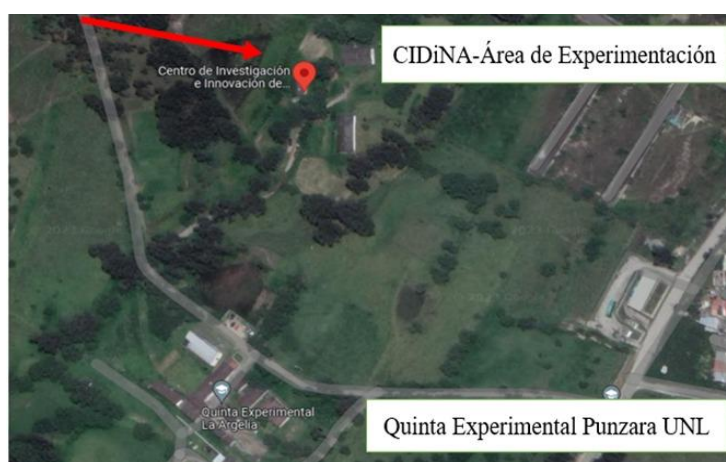 CIDiNA-Área de Experimentación
Centro de Investigación
e Innovación de...
Quinta Experimental
La Argelia
Quinta Experimental Punzara UNL